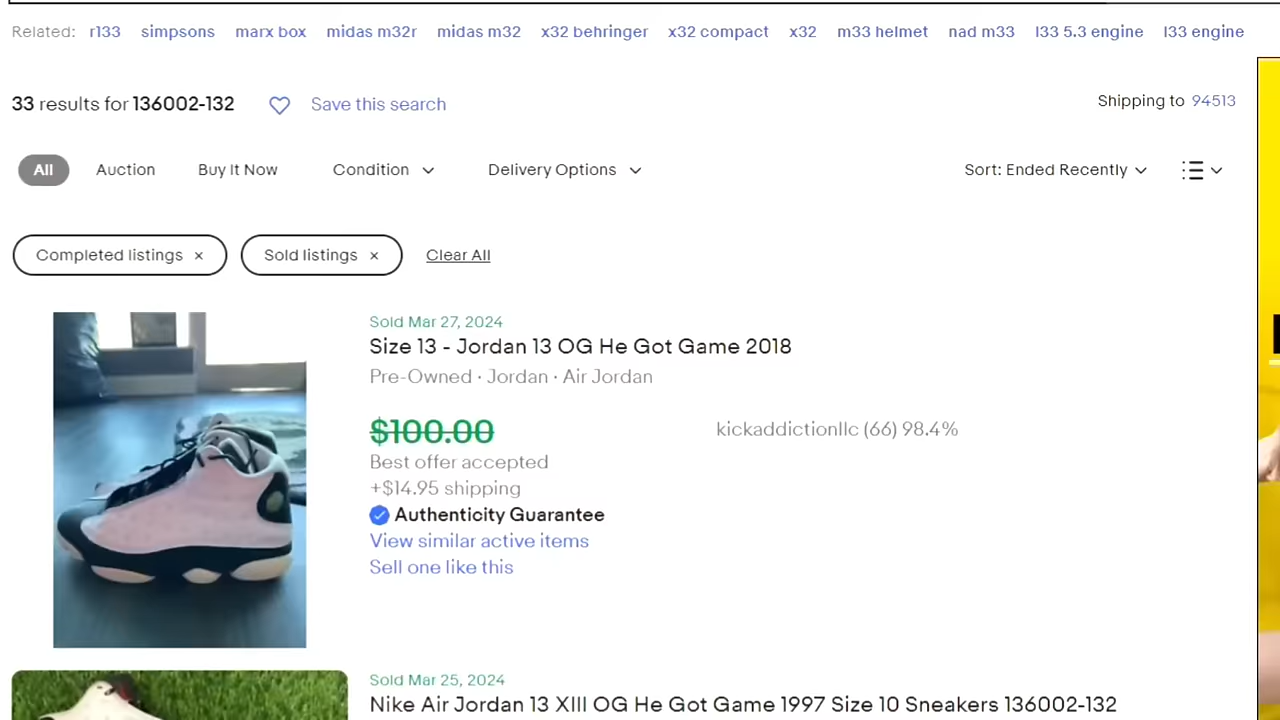 Related: r133 simpsons marx box midas m32r midas m32 x32 behringer x32 compact x32 m33 helmet nad m33 l33 5.3 engine l33 engine
33 results for 136002-132 Save this search Shipping to 94513
All Auction Buy It Now Condition Delivery Options Sort: Ended Recently
Completed listings × Sold listings × Clear All
Sold Mar 27, 2024
Size 13 - Jordan 13 OG He Got Game 2018
Pre-Owned · Jordan · Air Jordan
$100.00 kickaddictionllc (66) 98.4%
Best offer accepted
+$14.95 shipping
Authenticity Guarantee
View similar active items
Sell one like this
Sold Mar 25, 2024
Nike Air Jordan 13 XIII OG He Got Game 1997 Size 10 Sneakers 136002-132